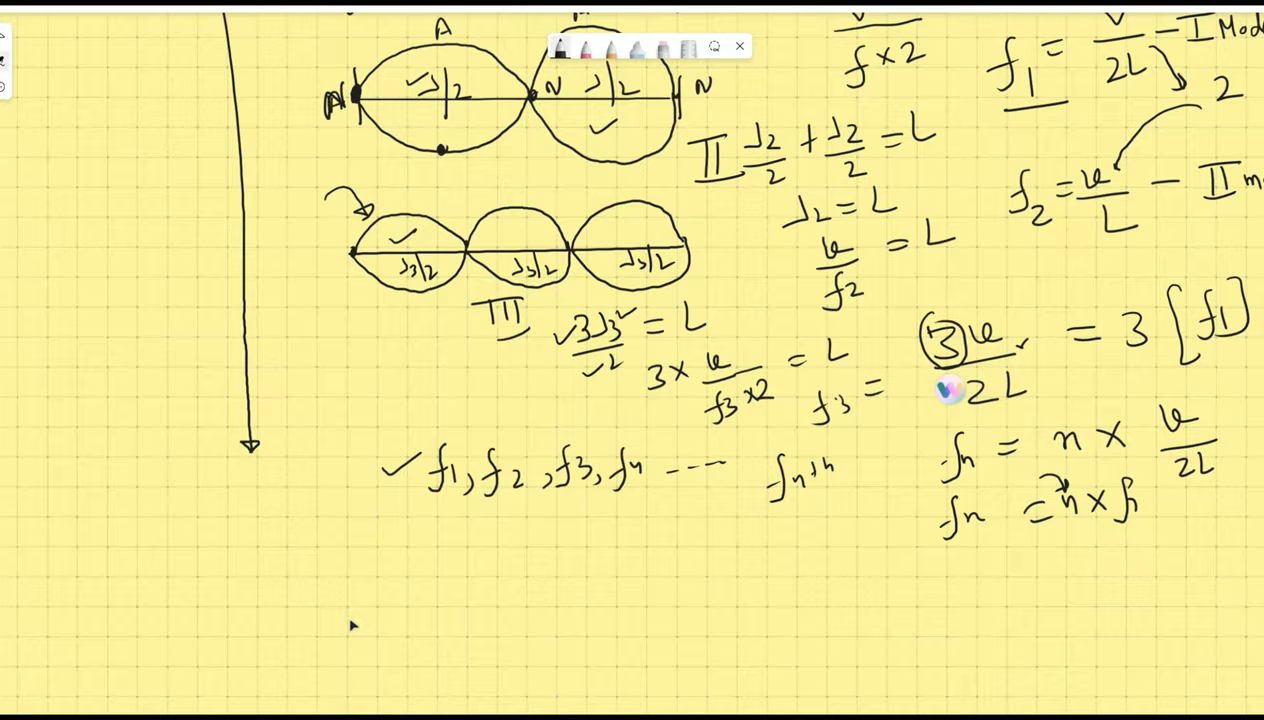 A
λ/2
N
λ/2
N
f×2
f1 = V/2L – I Mode
2
II λ2/2 + λ2/2 = L
λ2 = L
v/f2 = L
f2 = v/L – II m
λ3/2 λ3/2 λ3/2
III
3λ3/2 = L
3 × v/f3×2 = L
f3 = 3v/2L = 3[f1]
f1, f2, f3, f4 ---- fnth
fn = n × v/2L
fn = n × f1